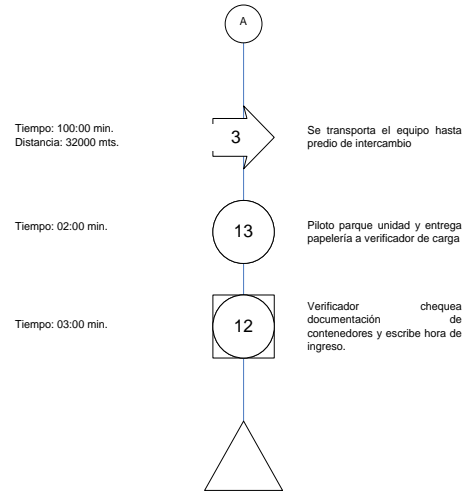 A
Tiempo: 100:00 min.
Distancia: 32000 mts.
3
Se transporta el equipo hasta
predio de intercambio
Tiempo: 02:00 min.
13
Piloto parque unidad y entrega
papelería a verificador de carga
Tiempo: 03:00 min.
12
Verificador chequea
documentación de
contenedores y escribe hora de
ingreso.